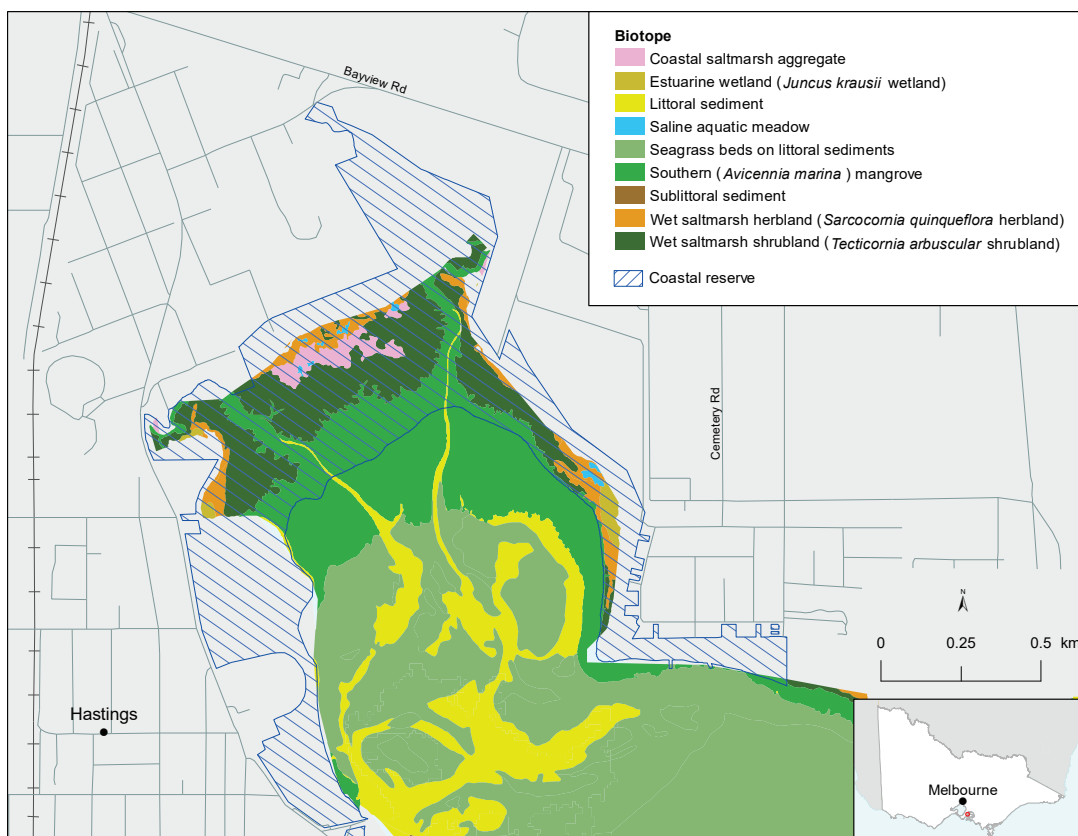 Bayview Rd
Biotope
Coastal saltmarsh aggregate
Estuarine wetland (Juncus krausii wetland)
Littoral sediment
Saline aquatic meadow
Seagrass beds on littoral sediments
Southern (Avicennia marina ) mangrove
Sublittoral sediment
Wet saltmarsh herbland (Sarcocornia quinqueflora herbland)
Wet saltmarsh shrubland (Tecticornia arbuscular shrubland)
Coastal reserve
Cemetery Rd
N
0 0.25 0.5 km
Hastings
Melbourne